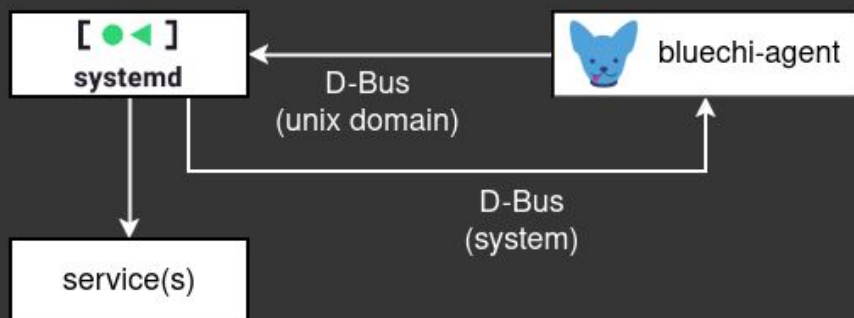 [ ● ◀ ]
systemd
bluechi-agent
D-Bus
(unix domain)
D-Bus
(system)
service(s)